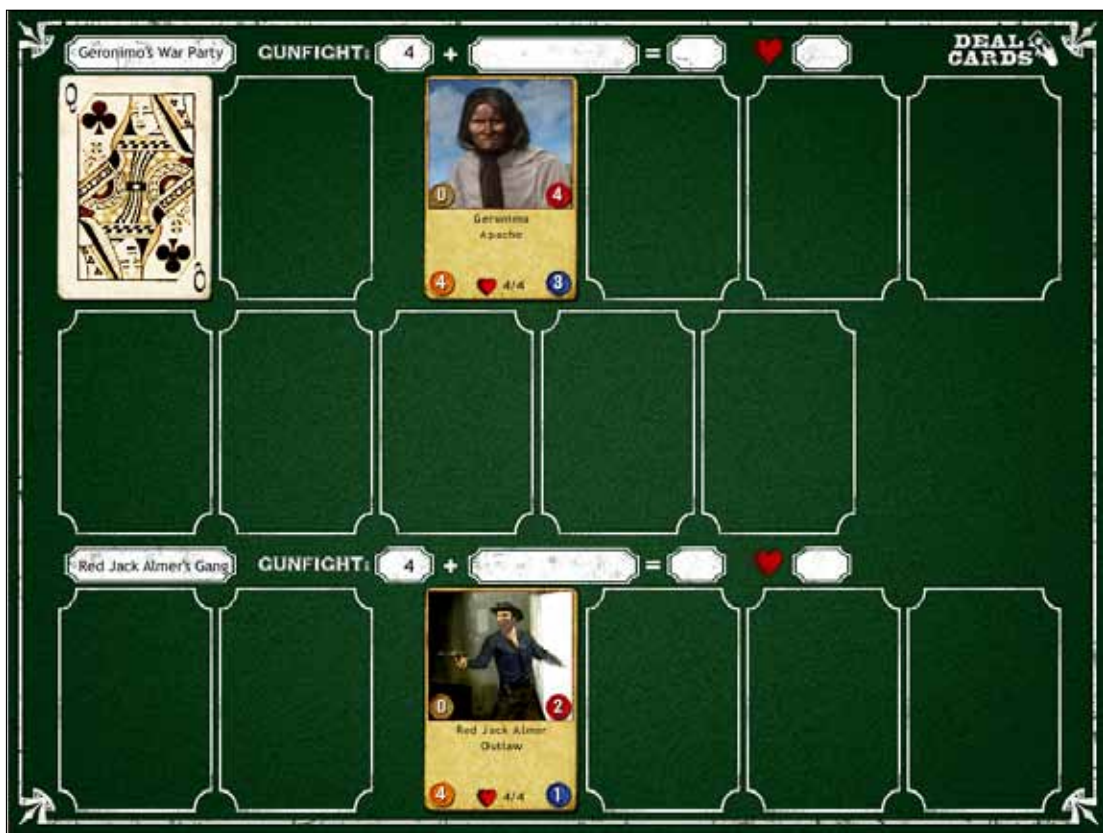 Geronimo's War Party GUNFIGHT: 4 + =
DEAL
CARDS
Q
Q
0 4
Geronimo
Apache
4 4/4 3
Red Jack Almer's Gang GUNFIGHT: 4 + =
0 2
Red Jack Almer
Outlaw
4 4/4 1